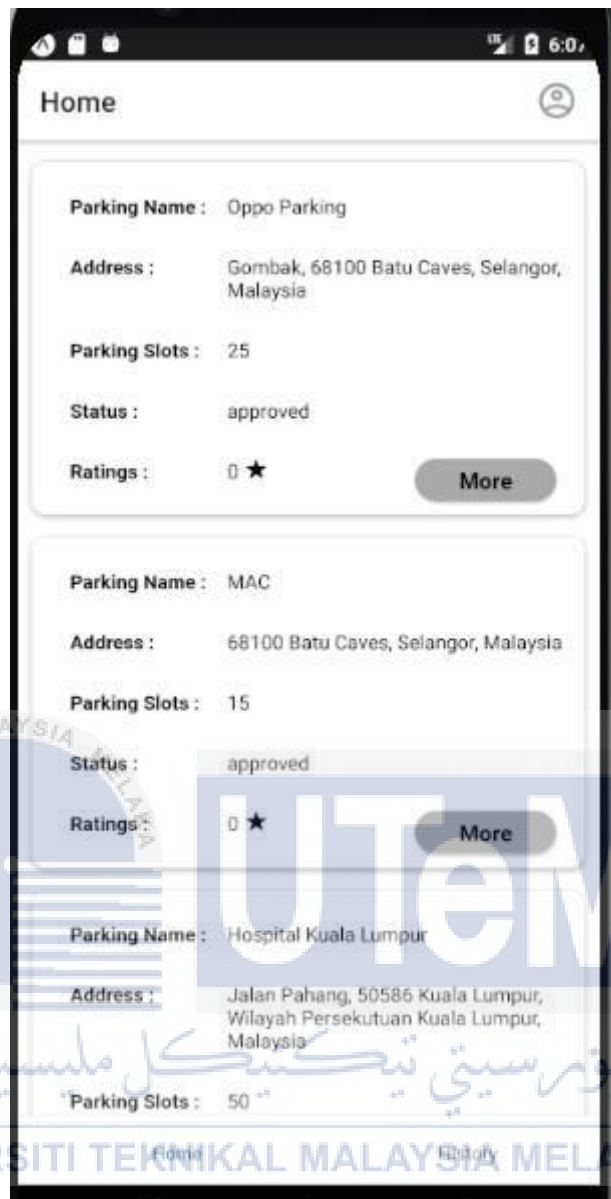 LTE 6:0
Home
Parking Name : Oppo Parking
Address : Gombak, 68100 Batu Caves, Selangor,
Malaysia
Parking Slots : 25
Status : approved
Ratings : 0 ★
More
Parking Name : MAC
Address : 68100 Batu Caves, Selangor, Malaysia
Parking Slots : 15
Status : approved
Ratings : 0 ★
More
Parking Name : Hospital Kuala Lumpur
Address : Jalan Pahang, 50586 Kuala Lumpur,
Wilayah Persekutuan Kuala Lumpur,
Malaysia
Parking Slots : 50
Home History
UTeM
TEKNIKAL MALAYSIA